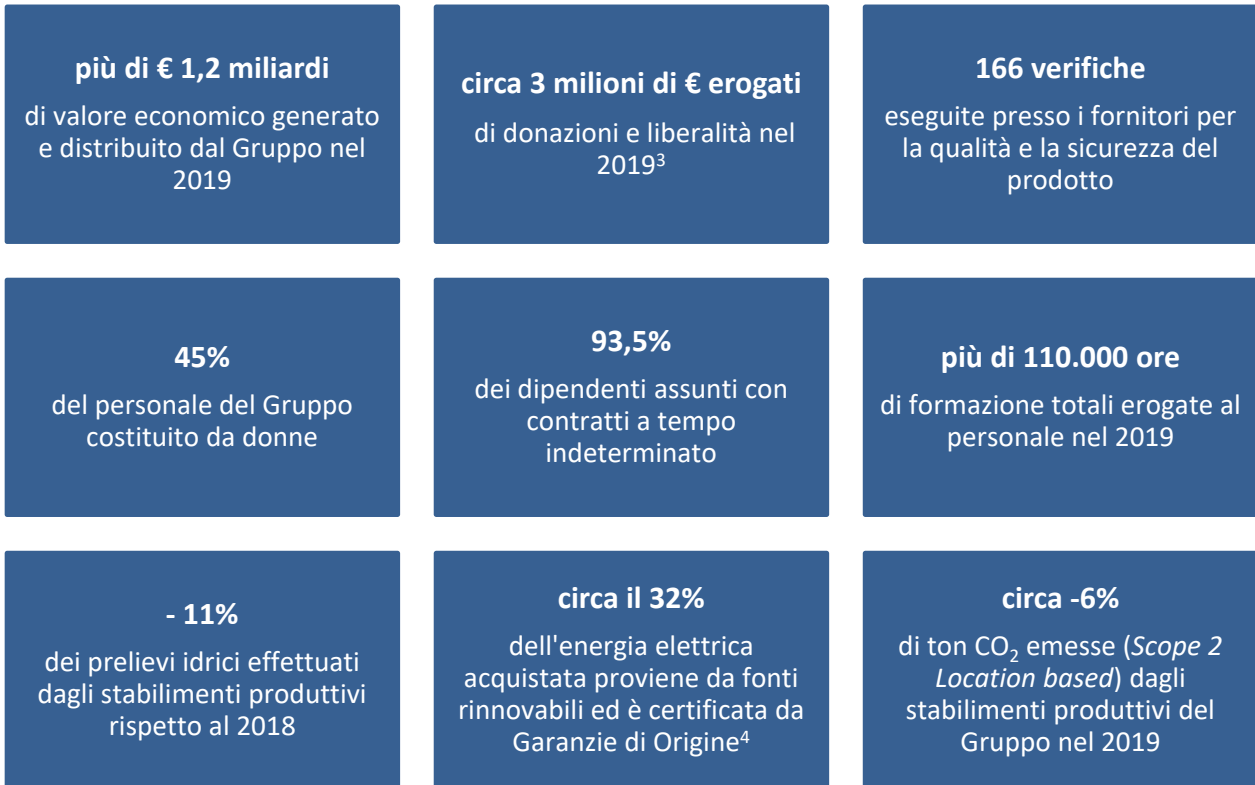 più di € 1,2 miliardi
di valore economico generato
e distribuito dal Gruppo nel
2019
circa 3 milioni di € erogati
di donazioni e liberalità nel
2019³
166 verifiche
eseguite presso i fornitori per
la qualità e la sicurezza del
prodotto
45%
del personale del Gruppo
costituito da donne
93,5%
dei dipendenti assunti con
contratti a tempo
indeterminato
più di 110.000 ore
di formazione totali erogate al
personale nel 2019
- 11%
dei prelievi idrici effettuati
dagli stabilimenti produttivi
rispetto al 2018
circa il 32%
dell'energia elettrica
acquistata proviene da fonti
rinnovabili ed è certificata da
Garanzie di Origine⁴
circa -6%
di ton CO₂ emesse (Scope 2
Location based) dagli
stabilimenti produttivi del
Gruppo nel 2019